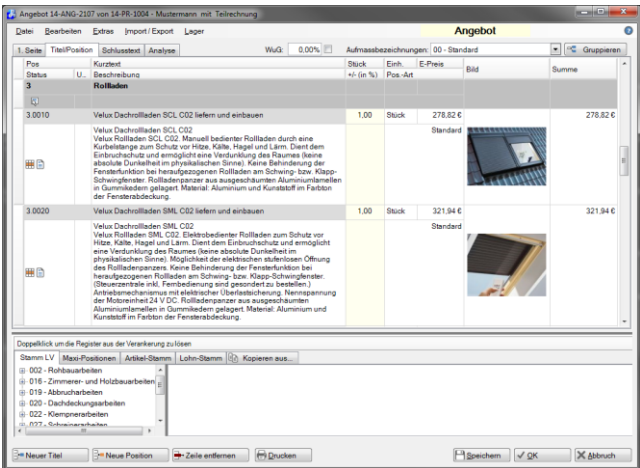 Angebot 14-ANG-2107 von 14-PR-1004 - Mustermann mit Teilrechnung
Datei Bearbeiten Extras Import / Export Lager Angebot
1. Seite Titel/Position Schlusstext Analyse WuG: 0,00% Aufmassbezeichnungen: 00 - Standard Gruppieren
Pos Kurztext Stück Einh. E-Preis Bild Summe
Status U.. Beschreibung +/- (in %) Pos.-Art
3 Rollladen
3.0010 Velux Dachrollladen SCL C02 liefern und einbauen 1,00 Stück 278,82 € 278,82 €
Velux Dachrollladen SCL C02 Standard
Velux Rollladen SCL C02. Manuell bedienter Rollladen durch eine
Kurbelstange zum Schutz vor Hitze, Kälte, Hagel und Lärm. Dient dem
Einbruchschutz und ermöglicht eine Verdunklung des Raumes (keine
absolute Dunkelheit im physikalischen Sinne). Keine Behinderung der
Fensterfunktion bei heraufgezogenen Rollladen am Schwing- bzw. Klapp-
Schwingfenster. Rollladenpanzer aus ausgeschäumten Aluminiumlamellen
in Gummikedern gelagert. Material: Aluminium und Kunststoff im Farbton
der Fensterabdeckung.
3.0020 Velux Dachrollladen SML C02 liefern und einbauen 1,00 Stück 321,94 € 321,94 €
Velux Dachrollladen SML C02 Standard
Velux Rollladen SML C02. Elektrobedienter Rollladen zum Schutz vor
Hitze, Kälte, Hagel und Lärm. Dient dem Einbruchschutz und ermöglicht
eine Verdunklung des Raumes (keine absolute Dunkelheit im
physikalischen Sinne). Möglichkeit der elektrischen stufenlosen Öffnung
des Rollladenpanzers. Keine Behinderung der Fensterfunktion bei
heraufgezogenen Rollladen am Schwing- bzw. Klapp-Schwingfenster.
(Steuerzentrale inkl, Fernbedienung sind gesondert zu bestellen.)
Antriebsmechanismus mit elektrischer Überlastsicherung. Nennspannung
der Motoreinheit 24 V DC. Rollladenpanzer aus ausgeschäumten
Aluminiumlamellen in Gummikedern gelagert. Material: Aluminium und
Kunststoff im Farbton der Fensterabdeckung.
Doppelklick um die Register aus der Verankerung zu lösen
Stamm LV Maxi-Positionen Artikel-Stamm Lohn-Stamm Kopieren aus...
002 - Rohbauarbeiten
016 - Zimmerer- und Holzbauarbeiten
019 - Abbrucharbeiten
020 - Dachdeckungsarbeiten
022 - Klempnerarbeiten
027 - Schreinerarbeiten
Neuer Titel Neue Position Zeile entfernen Drucken Speichern OK Abbruch